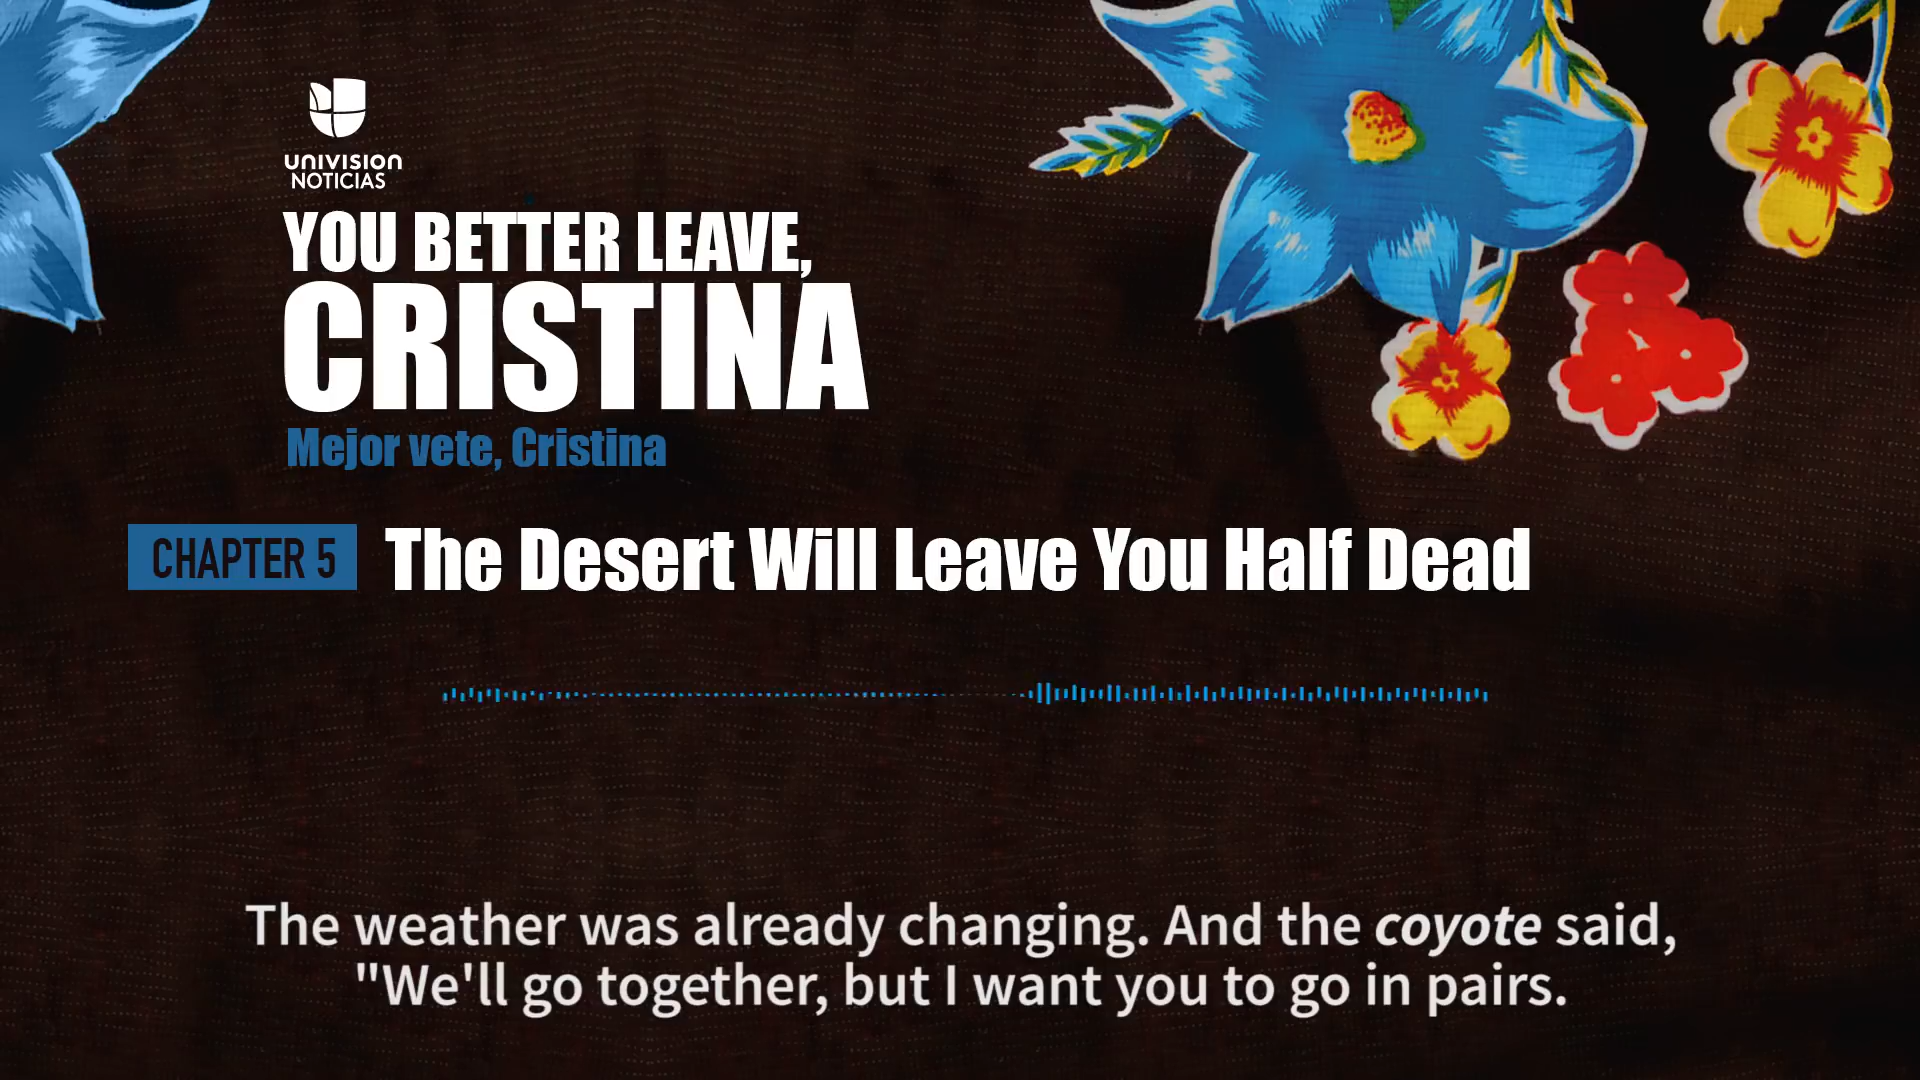 UNIVISION
NOTICIAS
YOU BETTER LEAVE,
CRISTINA
Mejor vete, Cristina
CHAPTER 5 The Desert Will Leave You Half Dead
The weather was already changing. And the coyote said,
"We'll go together, but I want you to go in pairs.